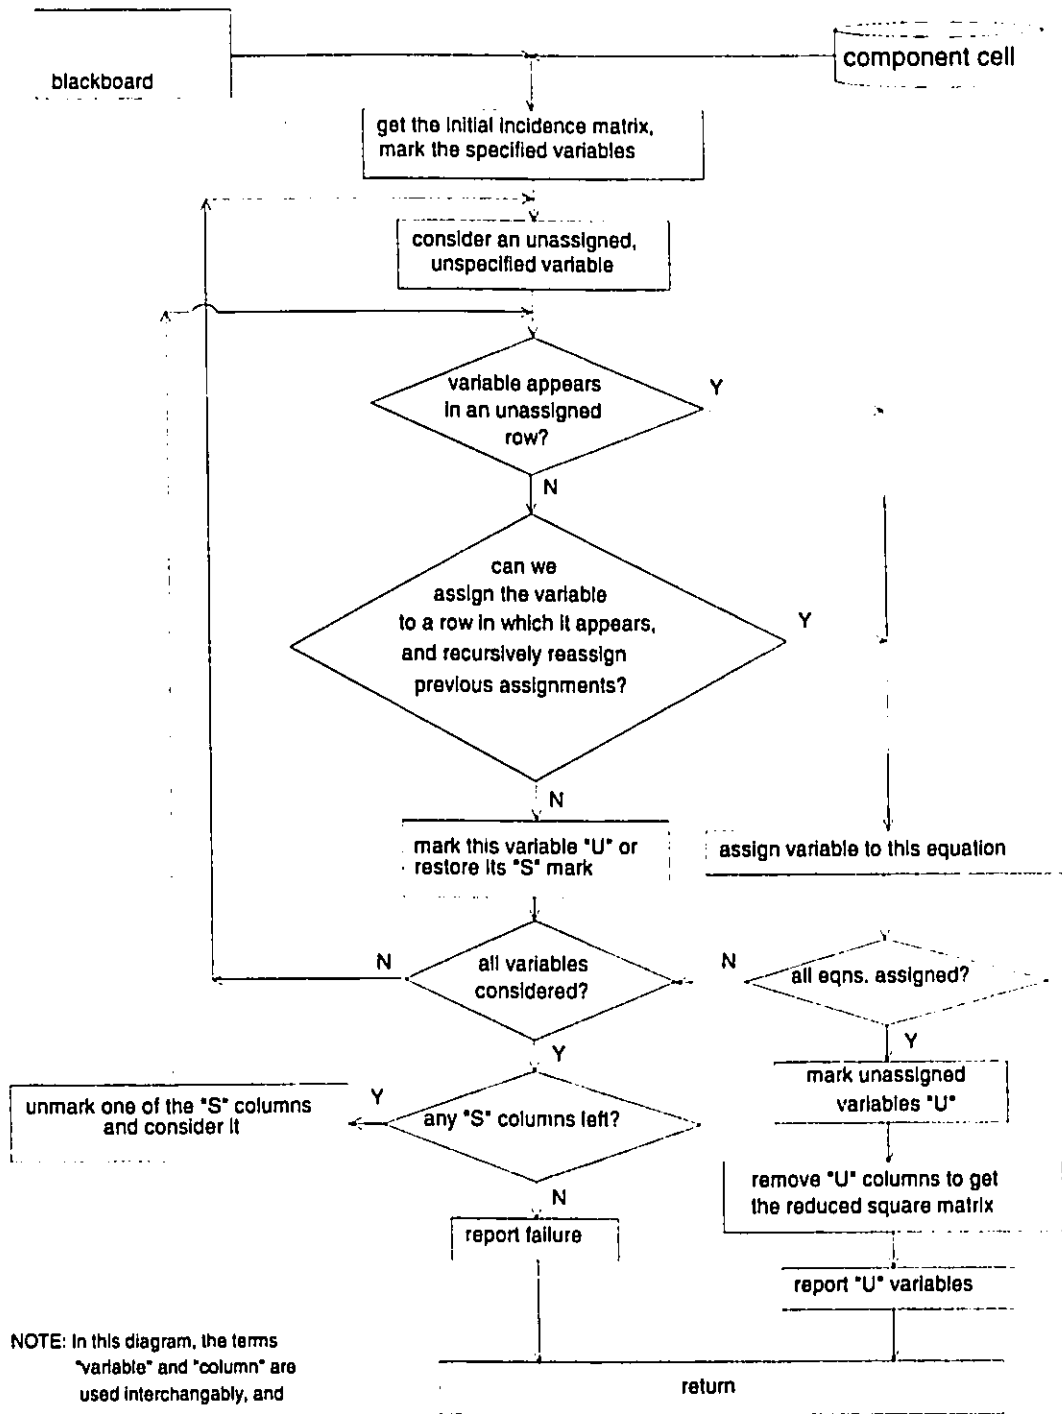 blackboard
component cell
get the initial incidence matrix,
mark the specified variables
consider an unassigned,
unspecified variable
variable appears
in an unassigned
row?
Y
N
can we
assign the variable
to a row in which it appears,
and recursively reassign
previous assignments?
Y
N
mark this variable "U" or
restore its "S" mark
assign variable to this equation
N
all variables
considered?
N
all eqns. assigned?
Y
Y
mark unassigned
variables "U"
unmark one of the "S" columns
and consider it
Y
any "S" columns left?
N
remove "U" columns to get
the reduced square matrix
report failure
report "U" variables
NOTE: In this diagram, the terms
"variable" and "column" are
used interchangably, and
return